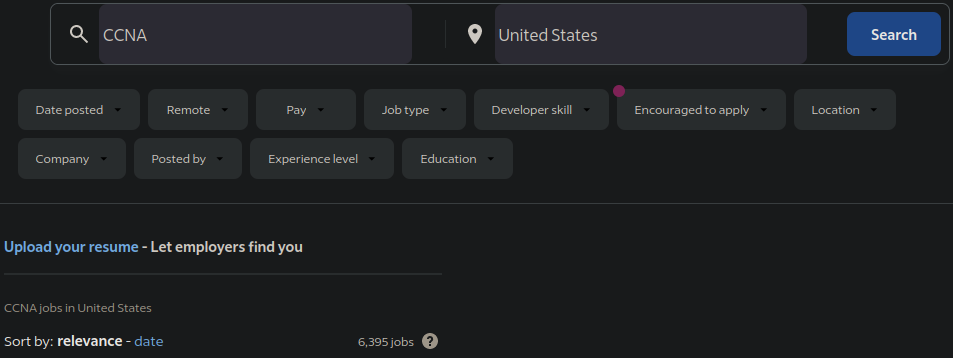 CCNA United States Search
Date posted Remote Pay Job type Developer skill Encouraged to apply Location
Company Posted by Experience level Education
Upload your resume - Let employers find you
CCNA jobs in United States
Sort by: relevance - date 6,395 jobs ?